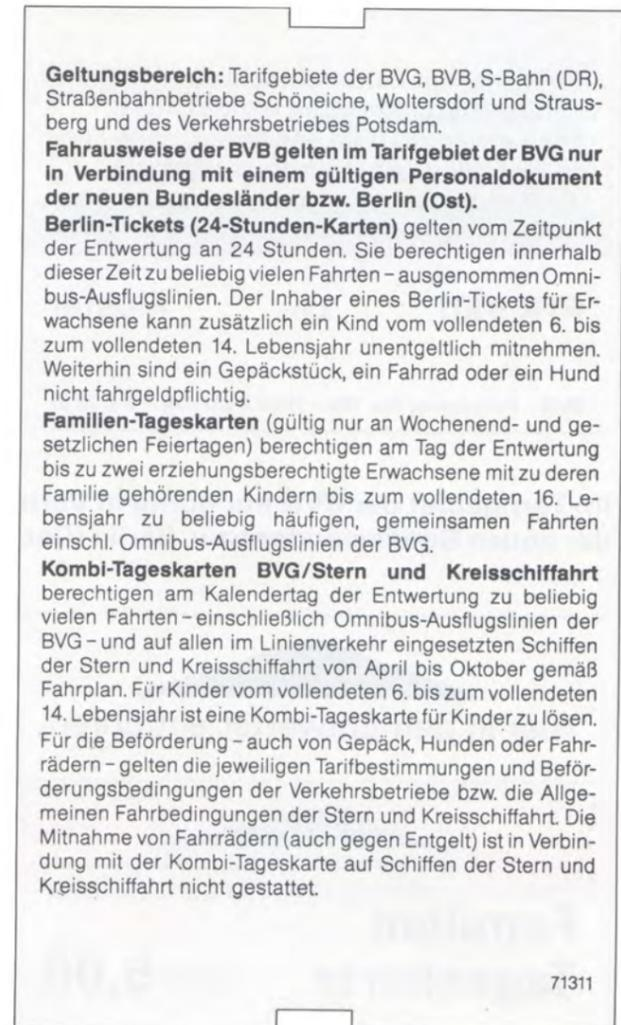 Geltungsbereich: Tarifgebiete der BVG, BVB, S-Bahn (DR),
Straßenbahnbetriebe Schöneiche, Woltersdorf und Straus-
berg und des Verkehrsbetriebes Potsdam.
Fahrausweise der BVB gelten im Tarifgebiet der BVG nur
in Verbindung mit einem gültigen Personaldokument
der neuen Bundesländer bzw. Berlin (Ost).
Berlin-Tickets (24-Stunden-Karten) gelten vom Zeitpunkt
der Entwertung an 24 Stunden. Sie berechtigen innerhalb
dieser Zeit zu beliebig vielen Fahrten – ausgenommen Omni-
bus-Ausflugslinien. Der Inhaber eines Berlin-Tickets für Er-
wachsene kann zusätzlich ein Kind vom vollendeten 6. bis
zum vollendeten 14. Lebensjahr unentgeltlich mitnehmen.
Weiterhin sind ein Gepäckstück, ein Fahrrad oder ein Hund
nicht fahrgeldpflichtig.
Familien-Tageskarten (gültig nur an Wochenend- und ge-
setzlichen Feiertagen) berechtigen am Tag der Entwertung
bis zu zwei erziehungsberechtigte Erwachsene mit zu deren
Familie gehörenden Kindern bis zum vollendeten 16. Le-
bensjahr zu beliebig häufigen, gemeinsamen Fahrten
einschl. Omnibus-Ausflugslinien der BVG.
Kombi-Tageskarten BVG/Stern und Kreisschiffahrt
berechtigen am Kalendertag der Entwertung zu beliebig
vielen Fahrten – einschließlich Omnibus-Ausflugslinien der
BVG – und auf allen im Linienverkehr eingesetzten Schiffen
der Stern und Kreisschiffahrt von April bis Oktober gemäß
Fahrplan. Für Kinder vom vollendeten 6. bis zum vollendeten
14. Lebensjahr ist eine Kombi-Tageskarte für Kinder zu lösen.
Für die Beförderung – auch von Gepäck, Hunden oder Fahr-
rädern – gelten die jeweiligen Tarifbestimmungen und Beför-
derungsbedingungen der Verkehrsbetriebe bzw. die Allge-
meinen Fahrbedingungen der Stern und Kreisschiffahrt. Die
Mitnahme von Fahrrädern (auch gegen Entgelt) ist in Verbin-
dung mit der Kombi-Tageskarte auf Schiffen der Stern und
Kreisschiffahrt nicht gestattet.
71311